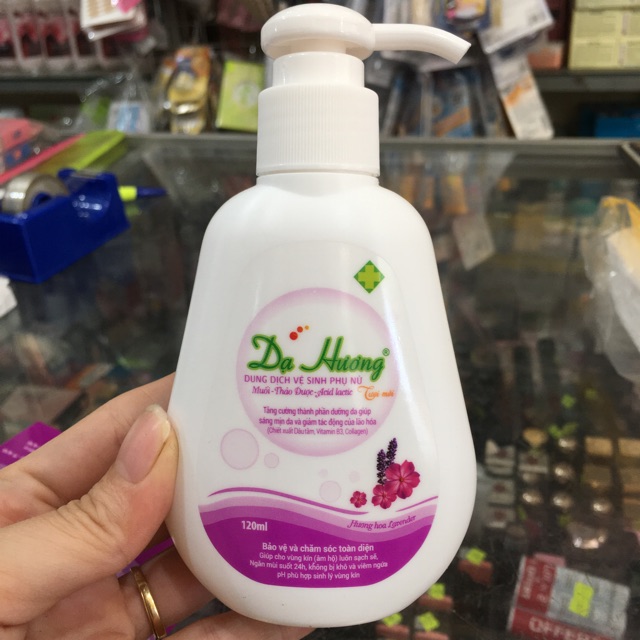 Dạ Hương®
DUNG DỊCH VỆ SINH PHỤ NỮ
Muối - Thảo Dược - Acid lactic Tươi mới
Tăng cường thành phần dưỡng da giúp
sáng mịn da và giảm tác động của lão hóa
(Chiết suất Dâu tằm, Vitamin B3, Collagen)
Hương hoa Lavender
120ml
Bảo vệ và chăm sóc toàn diện
Giúp cho vùng kín (âm hộ) luôn sạch sẽ,
Ngăn mùi suốt 24h, không bị khô và viêm ngứa
pH phù hợp sinh lý vùng kín